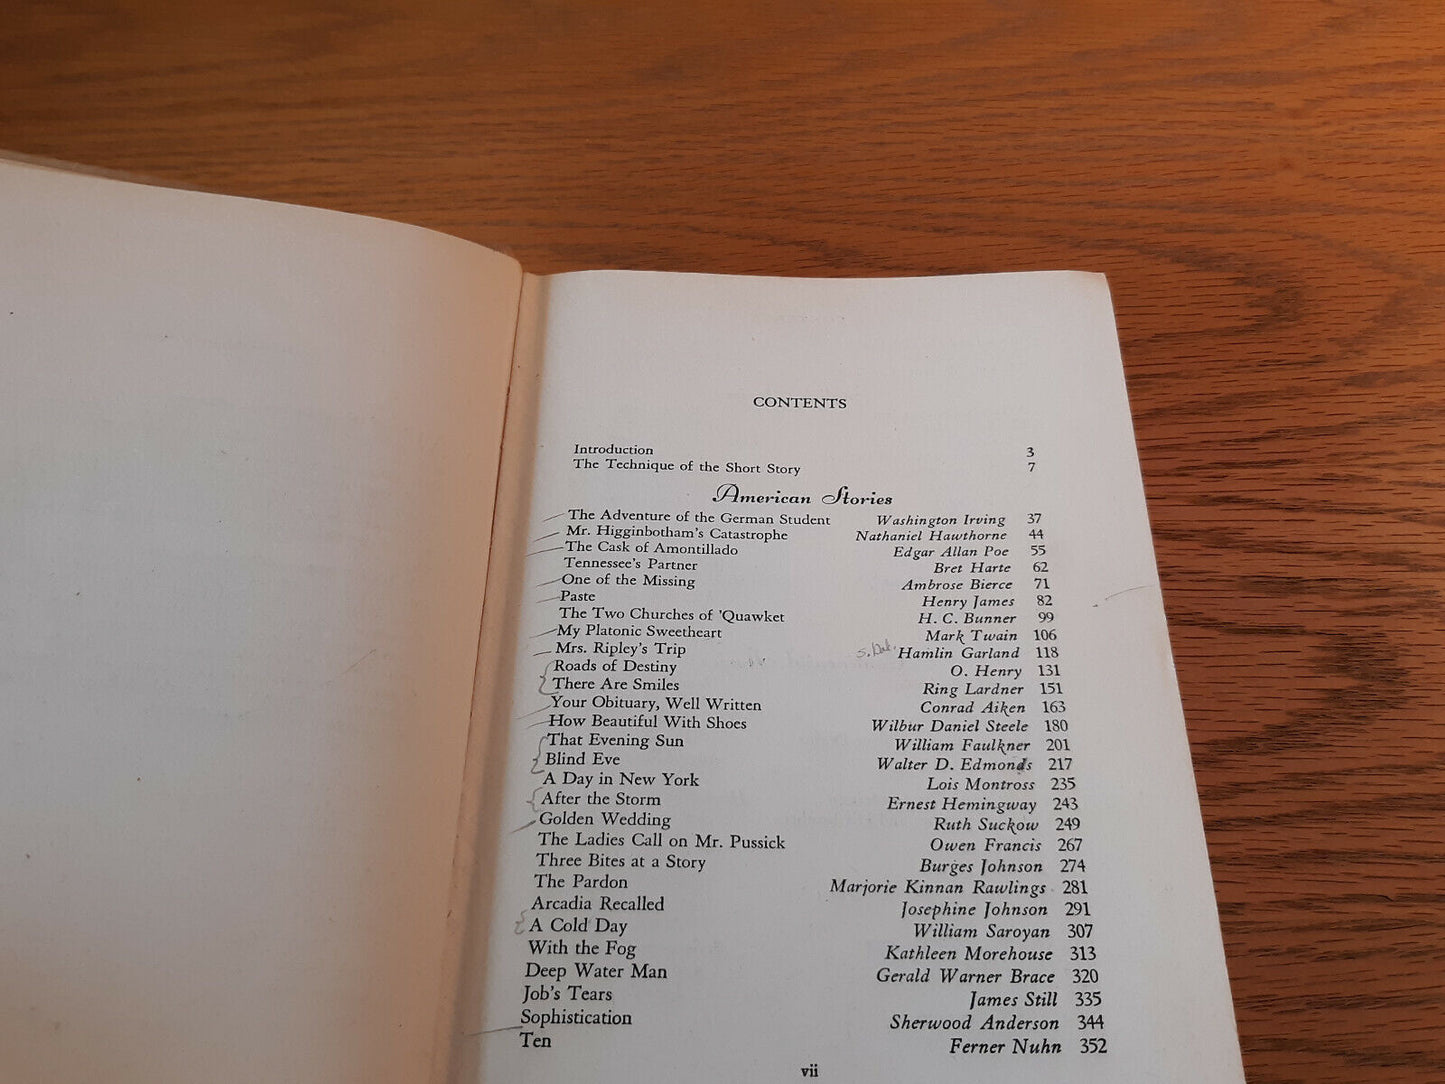 CONTENTS
Introduction 3
The Technique of the Short Story 7
American Stories
The Adventure of the German Student Washington Irving 37
Mr. Higginbotham's Catastrophe Nathaniel Hawthorne 44
The Cask of Amontillado Edgar Allan Poe 55
Tennessee's Partner Bret Harte 62
One of the Missing Ambrose Bierce 71
Paste Henry James 82
The Two Churches of 'Quawket H. C. Bunner 99
My Platonic Sweetheart Mark Twain 106
Mrs. Ripley's Trip Hamlin Garland 118
Roads of Destiny O. Henry 131
There Are Smiles Ring Lardner 151
Your Obituary, Well Written Conrad Aiken 163
How Beautiful With Shoes Wilbur Daniel Steele 180
That Evening Sun William Faulkner 201
Blind Eve Walter D. Edmonds 217
A Day in New York Lois Montross 235
After the Storm Ernest Hemingway 243
Golden Wedding Ruth Suckow 249
The Ladies Call on Mr. Pussick Owen Francis 267
Three Bites at a Story Burges Johnson 274
The Pardon Marjorie Kinnan Rawlings 281
Arcadia Recalled Josephine Johnson 291
A Cold Day William Saroyan 307
With the Fog Kathleen Morehouse 313
Deep Water Man Gerald Warner Brace 320
Job's Tears James Still 335
Sophistication Sherwood Anderson 344
Ten Ferner Nuhn 352
vii